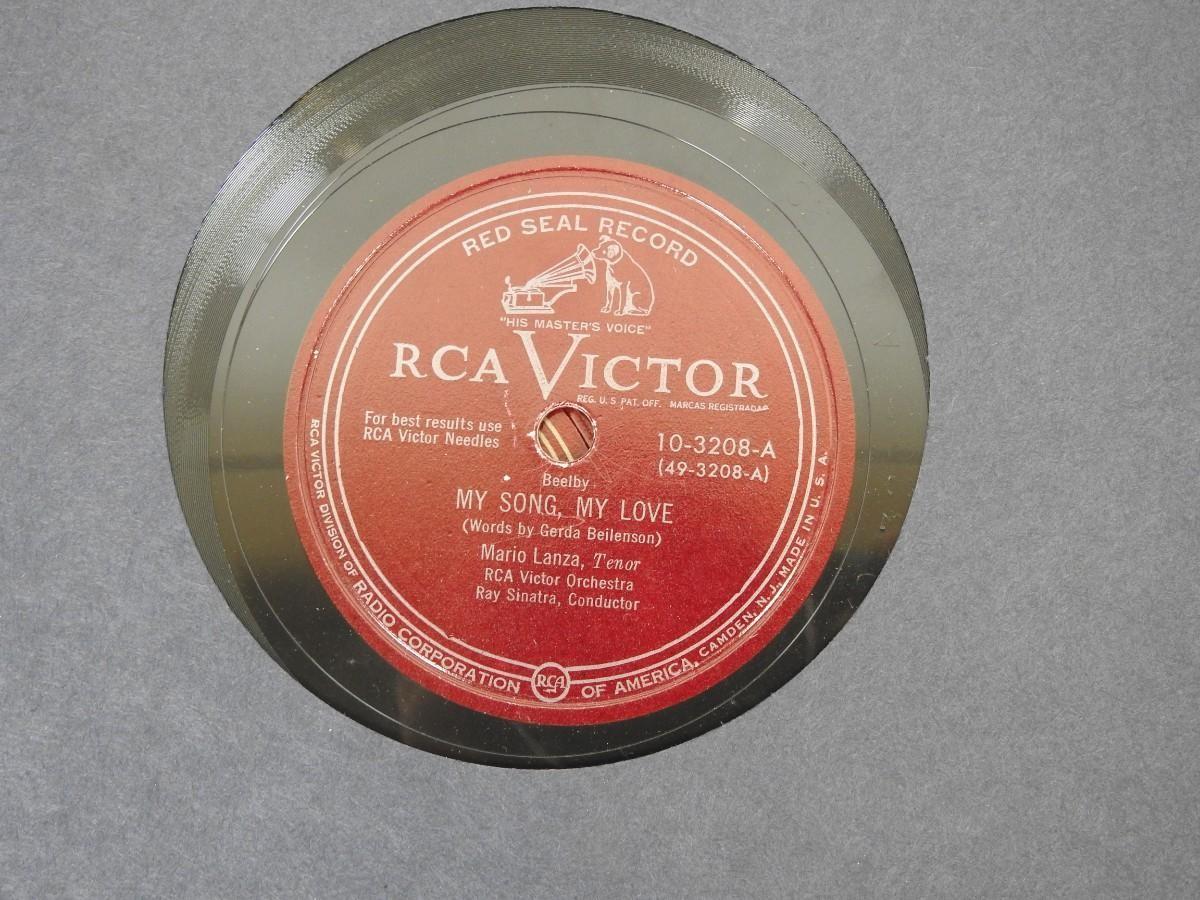 RED SEAL RECORD
"HIS MASTER'S VOICE"
RCA VICTOR
REG. U. S. PAT. OFF. MARCAS REGISTRADAS
For best results use
RCA Victor Needles
10-3208-A
(49-3208-A)
Beelby
MY SONG, MY LOVE
(Words by Gerda Beilenson)
Mario Lanza, Tenor
RCA Victor Orchestra
Ray Sinatra, Conductor
RCA VICTOR DIVISION OF RADIO CORPORATION RCA OF AMERICA, CAMDEN, N. J., MADE IN U. S. A.